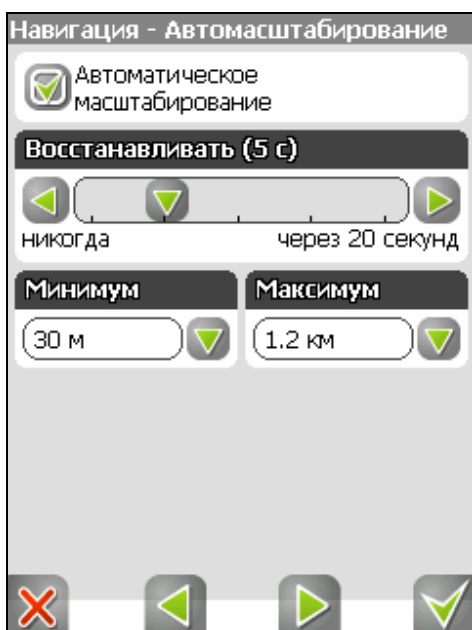 Навигация - Автомасштабирование
Автоматическое
масштабирование
Восстанавливать (5 с)
никогда через 20 секунд
Минимум Максимум
30 м 1.2 км